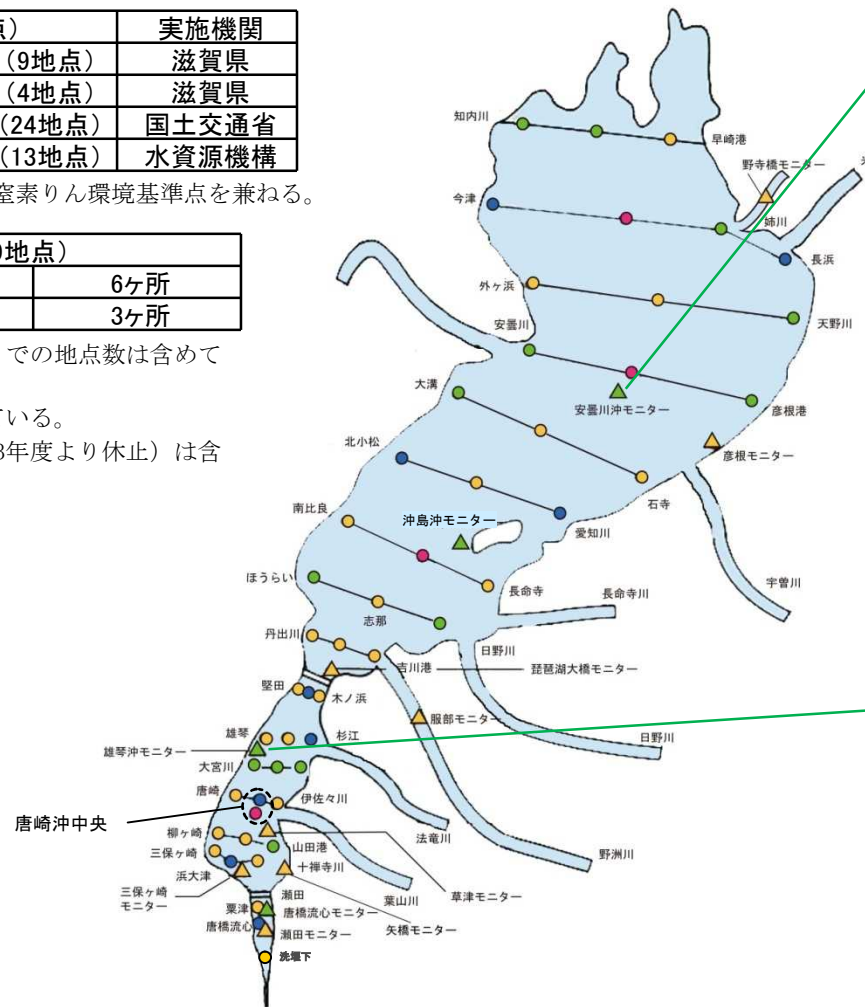 点） 実施機関
（9地点） 滋賀県
（4地点） 滋賀県
（24地点） 国土交通省
（13地点） 水資源機構
窒素りん環境基準点を兼ねる。
地点）
6ヶ所
3ヶ所
での地点数は含めて
いる。
年度より休止）は含
知内川
早崎港
野寺橋モニター
今津
姉川
長浜
外ヶ浜
安曇川
天野川
大溝
安曇川沖モニター
彦根港
北小松
彦根モニター
石寺
南比良
沖島沖モニター
愛知川
宇曽川
ほうらい
長命寺
長命寺川
志那
丹出川
日野川
吉川港
琵琶湖大橋モニター
堅田
木ノ浜
服部モニター
雄琴
杉江
日野川
雄琴沖モニター
大宮川
唐崎
伊佐々川
唐崎沖中央
法竜川
柳ヶ崎
山田港
野洲川
三保ヶ崎
十禅寺川
浜大津
葉山川
草津モニター
三保ヶ崎
モニター
瀬田
矢橋モニター
粟津
唐橋流心モニター
唐橋流心
瀬田モニター
洗堰下